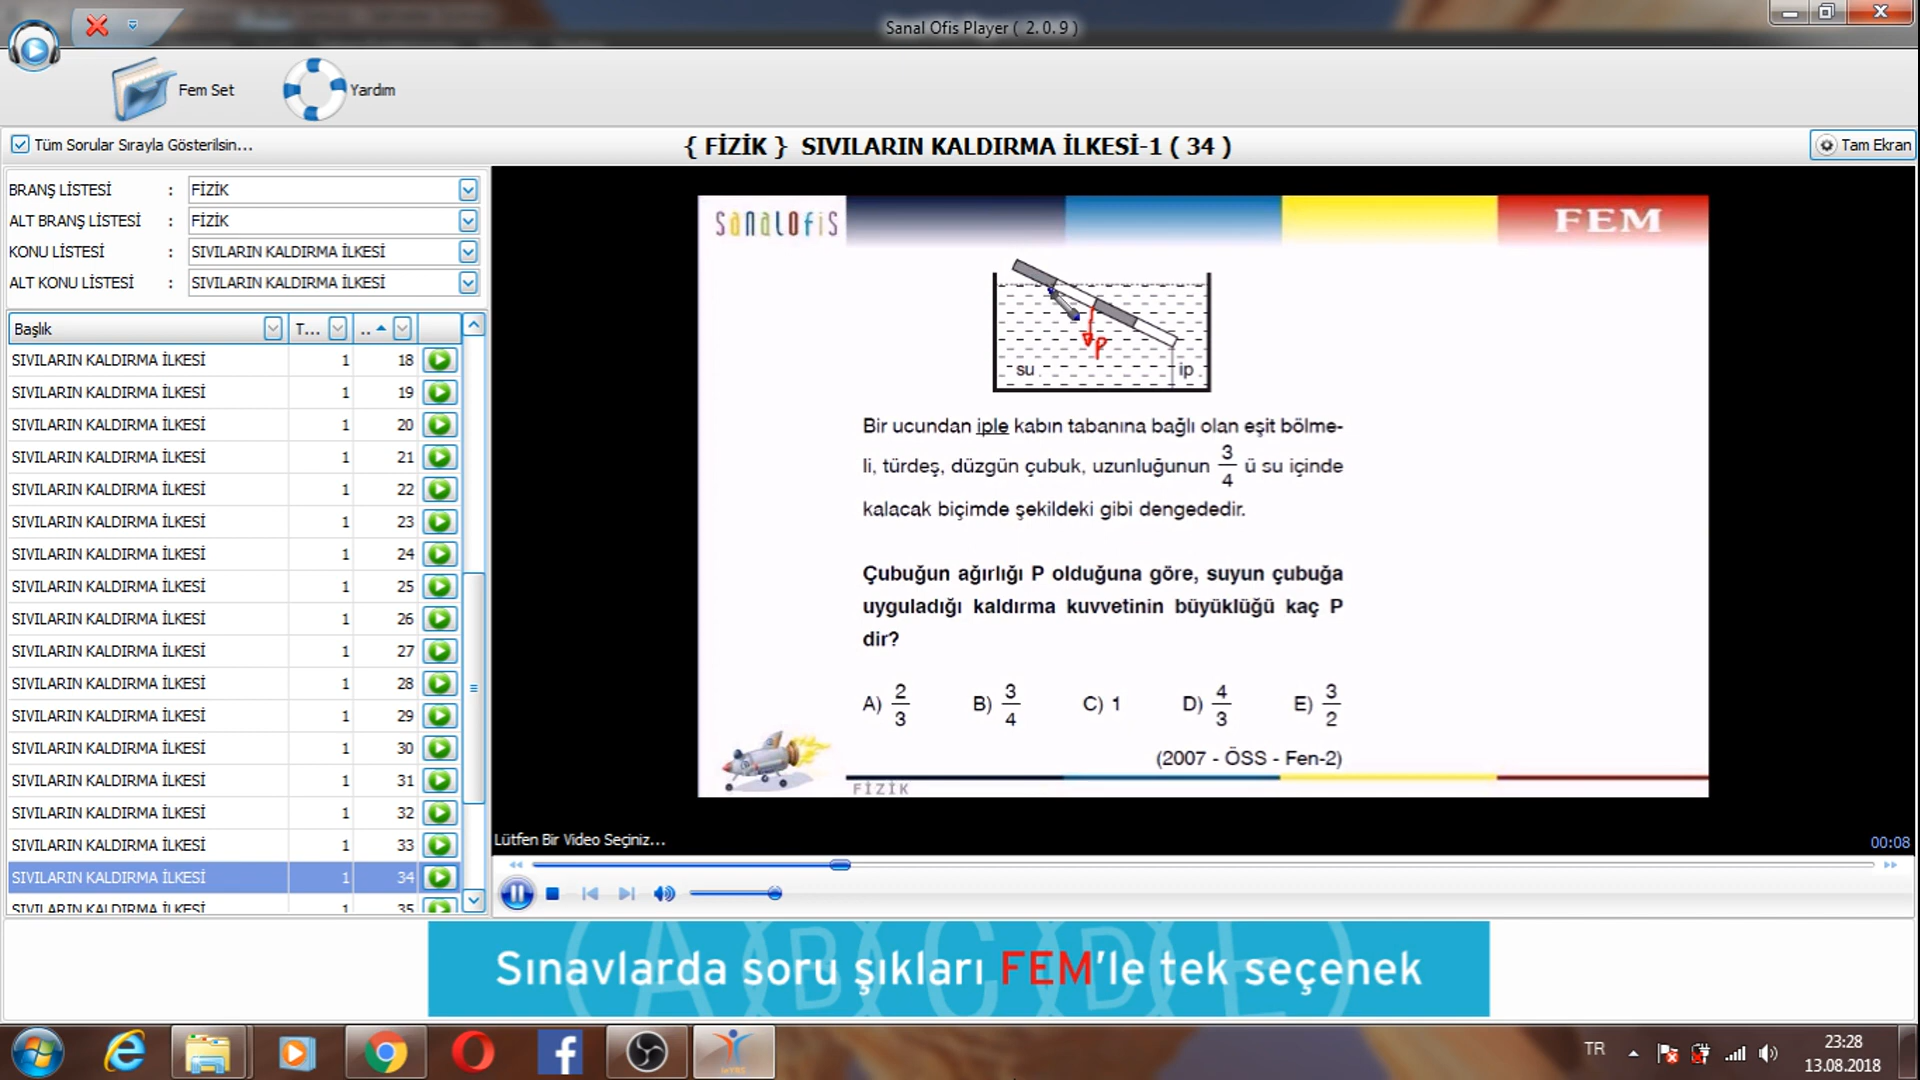 Sanal Ofis Player ( 2.0.9 )
Fem Set
Yardım
Tüm Sorular Sırayla Gösterilsin...
{ FİZİK } SIVILARIN KALDIRMA İLKESİ-1 ( 34 )
Tam Ekran
BRANŞ LİSTESİ : FİZİK
ALT BRANŞ LİSTESİ : FİZİK
KONU LİSTESİ : SIVILARIN KALDIRMA İLKESİ
ALT KONU LİSTESİ : SIVILARIN KALDIRMA İLKESİ
Başlık T... ..
SIVILARIN KALDIRMA İLKESİ 1 18
SIVILARIN KALDIRMA İLKESİ 1 19
SIVILARIN KALDIRMA İLKESİ 1 20
SIVILARIN KALDIRMA İLKESİ 1 21
SIVILARIN KALDIRMA İLKESİ 1 22
SIVILARIN KALDIRMA İLKESİ 1 23
SIVILARIN KALDIRMA İLKESİ 1 24
SIVILARIN KALDIRMA İLKESİ 1 25
SIVILARIN KALDIRMA İLKESİ 1 26
SIVILARIN KALDIRMA İLKESİ 1 27
SIVILARIN KALDIRMA İLKESİ 1 28
SIVILARIN KALDIRMA İLKESİ 1 29
SIVILARIN KALDIRMA İLKESİ 1 30
SIVILARIN KALDIRMA İLKESİ 1 31
SIVILARIN KALDIRMA İLKESİ 1 32
SIVILARIN KALDIRMA İLKESİ 1 33
SIVILARIN KALDIRMA İLKESİ 1 34
SIVILARIN KALDIRMA İLKESİ 1 35
sanalofis
FEM
P
su
ip
Bir ucundan iple kabın tabanına bağlı olan eşit bölme-
li, türdeş, düzgün çubuk, uzunluğunun 3/4 ü su içinde
kalacak biçimde şekildeki gibi dengededir.
Çubuğun ağırlığı P olduğuna göre, suyun çubuğa
uyguladığı kaldırma kuvvetinin büyüklüğü kaç P
dir?
A) 2/3 B) 3/4 C) 1 D) 4/3 E) 3/2
(2007 - ÖSS - Fen-2)
FİZİK
Lütfen Bir Video Seçiniz...
00:08
A B C D E
Sınavlarda soru şıkları FEM'le tek seçenek
TR
23:28
13.08.2018